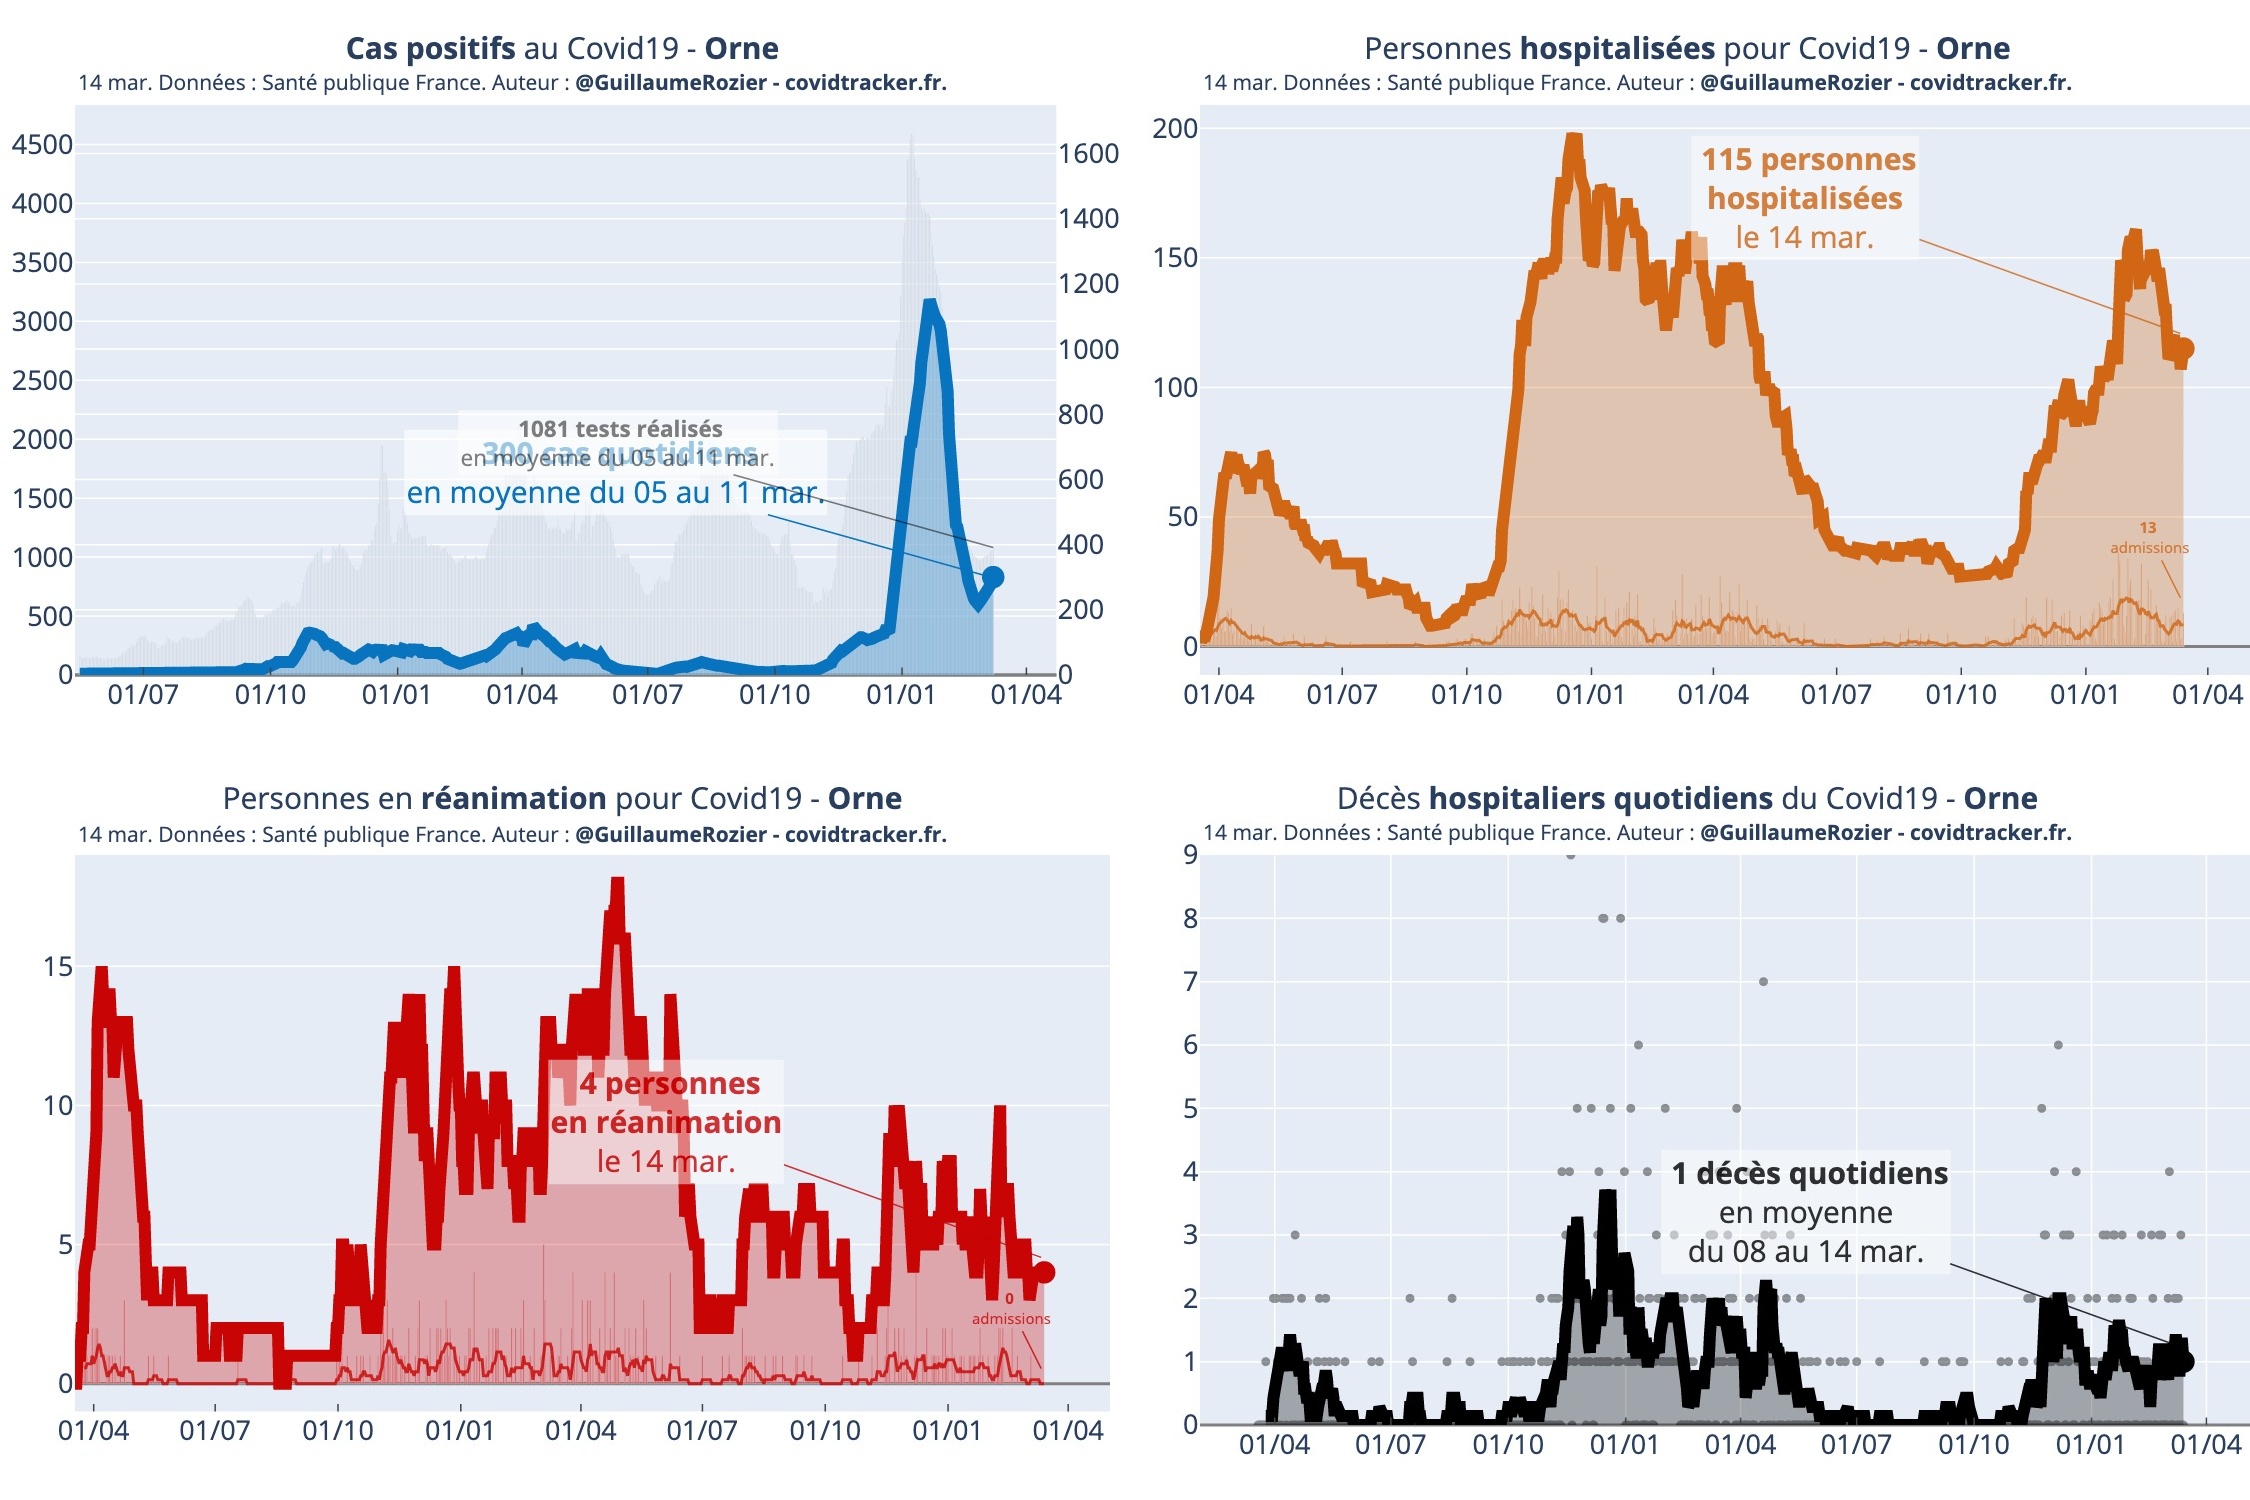 Cas positifs au Covid19 - Orne
14 mar. Données : Santé publique France. Auteur : @GuillaumeRozier - covidtracker.fr.
4500
4000
3500
3000
2500
2000
1500
1000
500
0
1600
1400
1200
1000
800
600
400
200
0
1081 tests réalisés
en moyenne du 05 au 11 mar.
300 cas quotidiens
en moyenne du 05 au 11 mar.
01/07 01/10 01/01 01/04 01/07 01/10 01/01 01/04
Personnes hospitalisées pour Covid19 - Orne
14 mar. Données : Santé publique France. Auteur : @GuillaumeRozier - covidtracker.fr.
200
150
100
50
0
115 personnes
hospitalisées
le 14 mar.
13
admissions
01/04 01/07 01/10 01/01 01/04 01/07 01/10 01/01 01/04
Personnes en réanimation pour Covid19 - Orne
14 mar. Données : Santé publique France. Auteur : @GuillaumeRozier - covidtracker.fr.
15
10
5
0
4 personnes
en réanimation
le 14 mar.
0
admissions
01/04 01/07 01/10 01/01 01/04 01/07 01/10 01/01 01/04
Décès hospitaliers quotidiens du Covid19 - Orne
14 mar. Données : Santé publique France. Auteur : @GuillaumeRozier - covidtracker.fr.
9
8
7
6
5
4
3
2
1
0
1 décès quotidiens
en moyenne
du 08 au 14 mar.
01/04 01/07 01/10 01/01 01/04 01/07 01/10 01/01 01/04